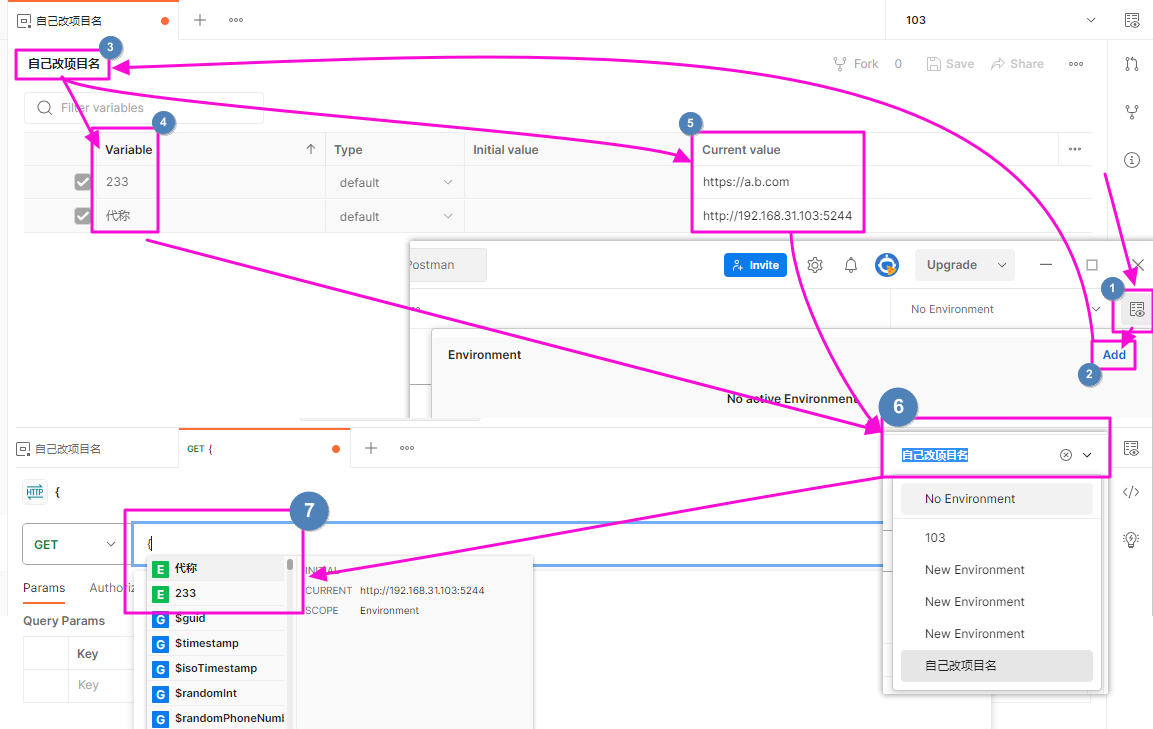 自己改项目名
103
3
自己改项目名
Fork 0 Save Share
Filter variables
4
5
Variable Type Initial value Current value
233 default https://a.b.com
代称 default http://192.168.31.103:5244
Postman Invite Upgrade
1
No Environment
Environment
Add
2
No active Environment
6
自己改项目名 GET {
自己改项目名
HTTP {
7
No Environment
GET {
E 代称
103
Params
INITIAL
New Environment
E 233
CURRENT http://192.168.31.103:5244
SCOPE Environment
New Environment
Query Params
G $guid
New Environment
G $timestamp
Key
自己改项目名
G $isoTimestamp
Key
G $randomInt
G $randomPhoneNumb